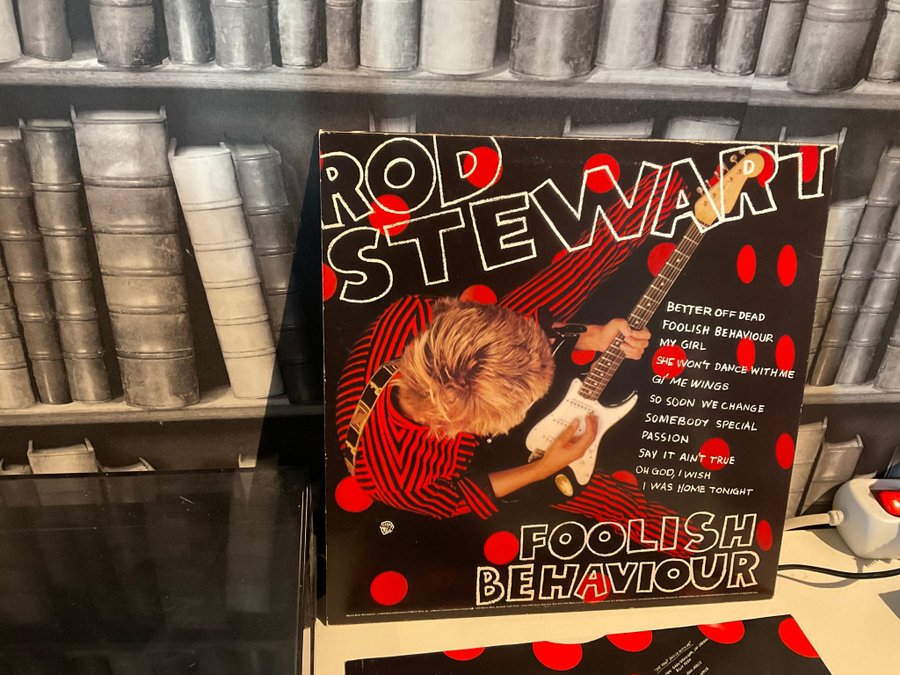 ROD
STEWART
BETTER OFF DEAD
FOOLISH BEHAVIOUR
MY GIRL
SHE WON'T DANCE WITH ME
GI' ME WINGS
SO SOON WE CHANGE
SOMEBODY SPECIAL
PASSION
SAY IT AIN'T TRUE
OH GOD, I WISH
I WAS HOME TONIGHT
FOOLISH
BEHAVIOUR